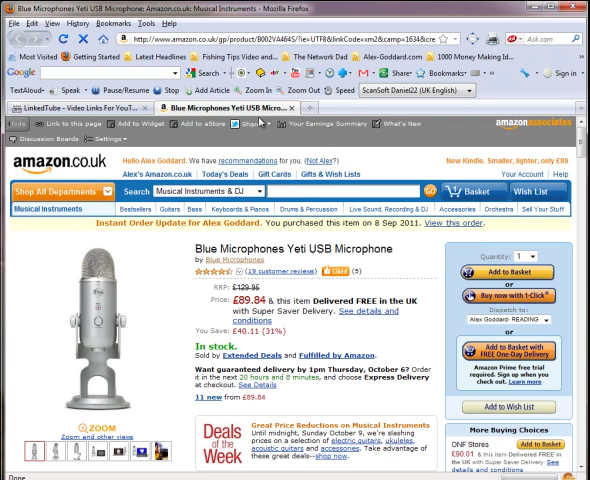 Blue Microphones Yeti USB Microphone: Amazon.co.uk: Musical Instruments - Mozilla Firefox
File Edit View History Bookmarks Tools Help
http://www.amazon.co.uk/gp/product/B002VA464S/?ie=UTF8&linkCode=xm2&camp=1634&cre
Ask.com
Most Visited Getting Started Latest Headlines Fishing Tips Video and... The Network Dad Alex-Goddard.com 1000 Money Making Id...
Google Search Share Bookmarks Sign in
TextAloud: Speak Pause/Resume Stop Add Article Zoom In Zoom Out Speed ScanSoft Daniel22 (UK English)
LinkedTube - Video Links For YouT... Blue Microphones Yeti USB Micro...
hide Link to this page Add to Widget Add to aStore Share Your Earnings Summary What's New amazonassociates
Discussion Boards Settings
amazon.co.uk Hello Alex Goddard. We have recommendations for you. (Not Alex?) New Kindle. Smaller, lighter, only £89
Alex's Amazon.co.uk Today's Deals Gift Cards Gifts & Wish Lists Your Account Help
Shop All Departments Search Musical Instruments & DJ GO Basket Wish List
Musical Instruments Bestsellers Guitars Bass Keyboards & Pianos Drums & Percussion Live Sound, Recording & DJ Accessories Orchestra Sell Your Stuff
Instant Order Update for Alex Goddard. You purchased this item on 8 Sep 2011. View this order.
Blue Microphones Yeti USB Microphone
by Blue Microphones
(19 customer reviews) Liked (5)
RRP: £129.95
Price: £89.84 & this item Delivered FREE in the UK
with Super Saver Delivery. See details and
conditions
You Save: £40.11 (31%)
In stock.
Sold by Extended Deals and Fulfilled by Amazon.
Want guaranteed delivery by 1pm Thursday, October 6? Order
it in the next 20 hours and 8 minutes, and choose Express Delivery
at checkout. See Details
11 new from £89.84
ZOOM
Zoom and other views
Deals
of the
Week
Great Price Reductions on Musical Instruments
Until midnight, Sunday October 9, we're slashing
prices on a selection of electric guitars, ukuleles,
acoustic guitars and accessories. Take advantage of
these great deals--shop now.
Quantity: 1
Add to Basket
or
Buy now with 1-Click®
Dispatch to:
Alex Goddard- READING
or
Add to Basket with
FREE One-Day Delivery
Amazon Prime free trial
required. Sign up when you
check out. Learn more
Add to Wish List
More Buying Choices
ONF Stores Add to Basket
£90.01 & this item Delivered FREE in
the UK with Super Saver Delivery. See
details and conditions
Done